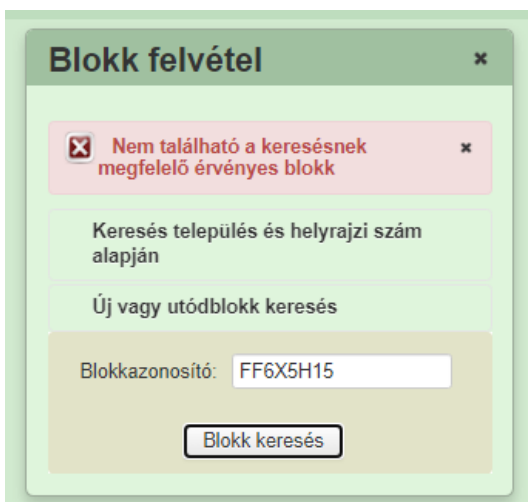 Blokk felvétel
Nem található a keresésnek
megfelelő érvényes blokk
Keresés település és helyrajzi szám
alapján
Új vagy utódblokk keresés
Blokkazonosító: FF6X5H15
Blokk keresés